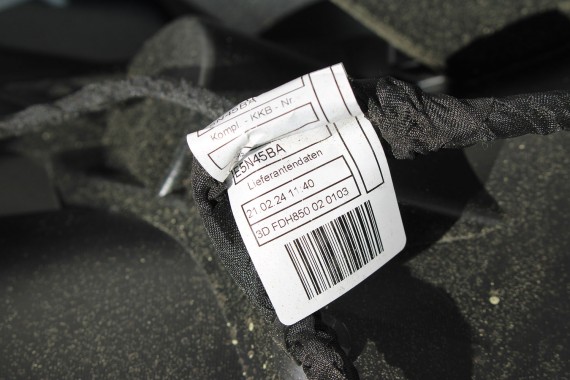 Kompl. - KKB - Nr.
E5N45BA
Lieferantendaten
21.02.24 11:40
3D FDH850 02 0103